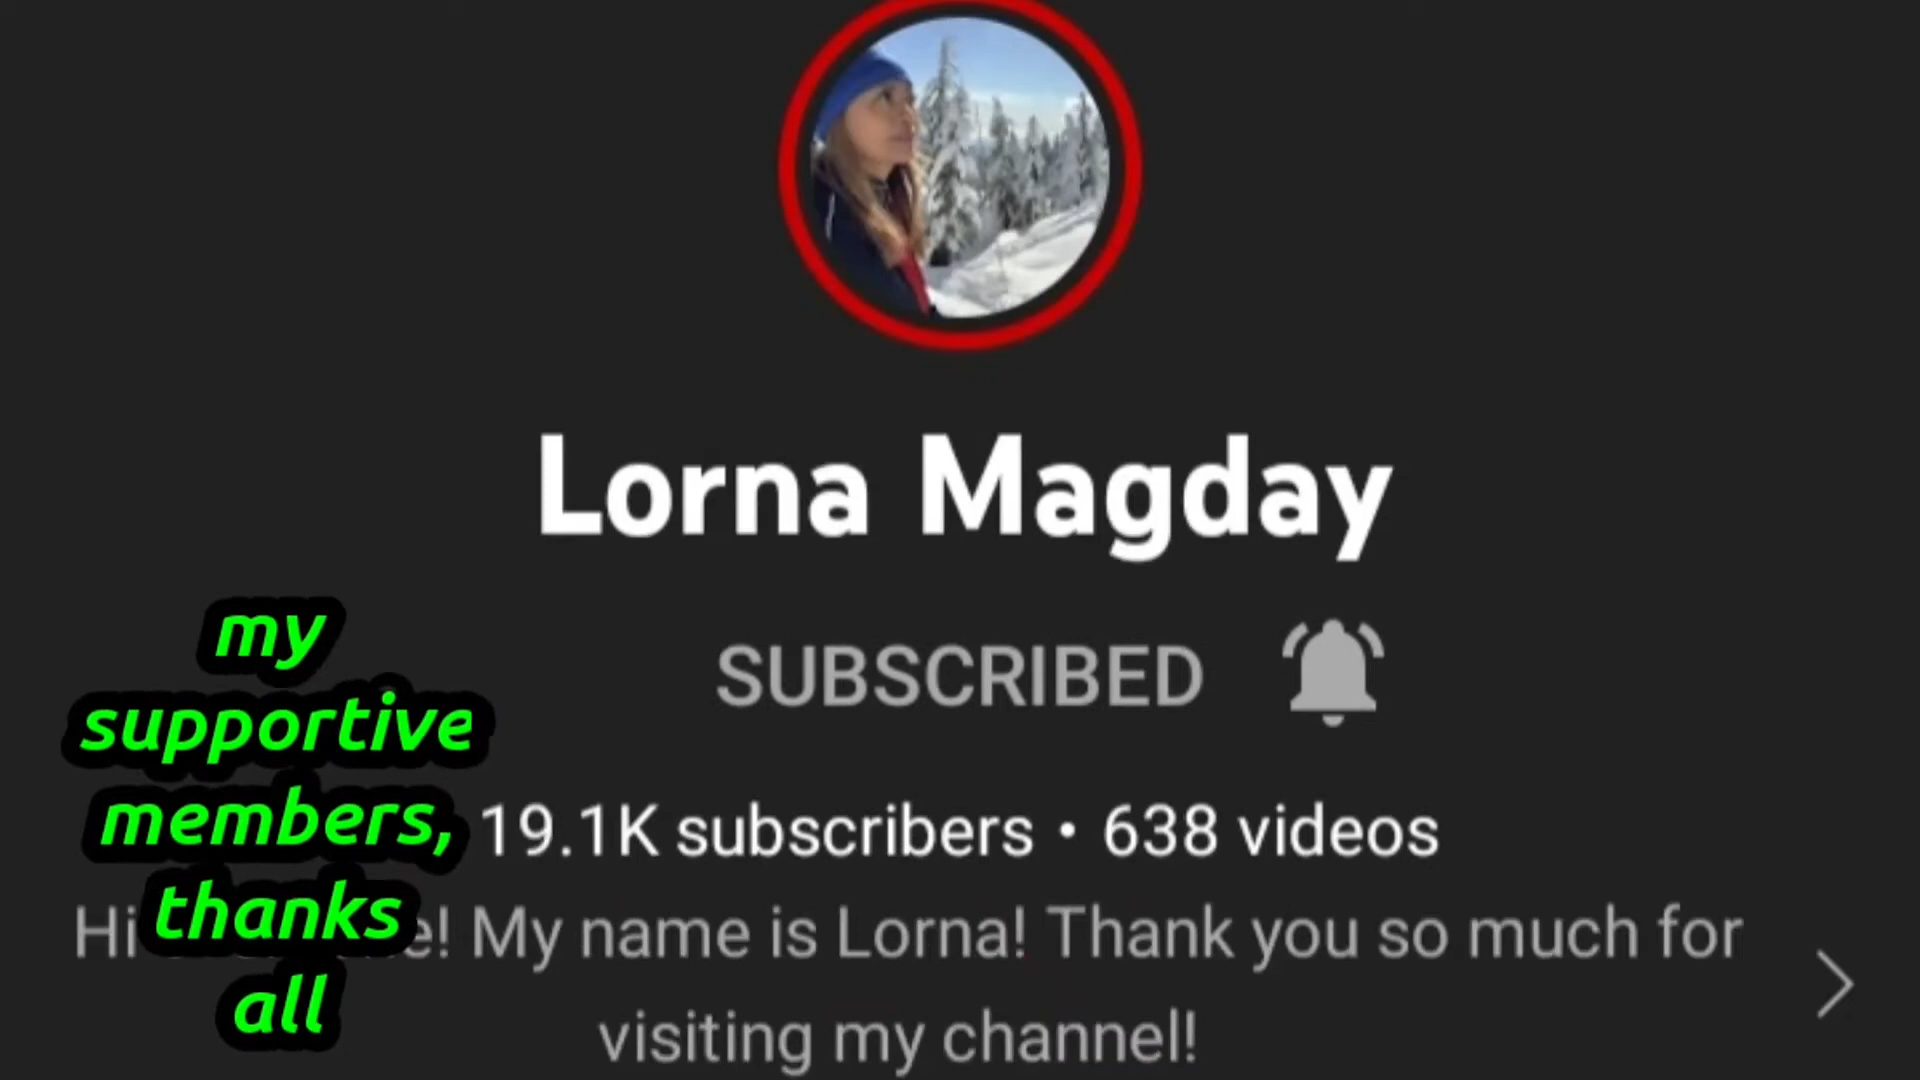 Lorna Magday
SUBSCRIBED
19.1K subscribers • 638 videos
Hi e! My name is Lorna! Thank you so much for
visiting my channel!
my
supportive
members,
thanks
all